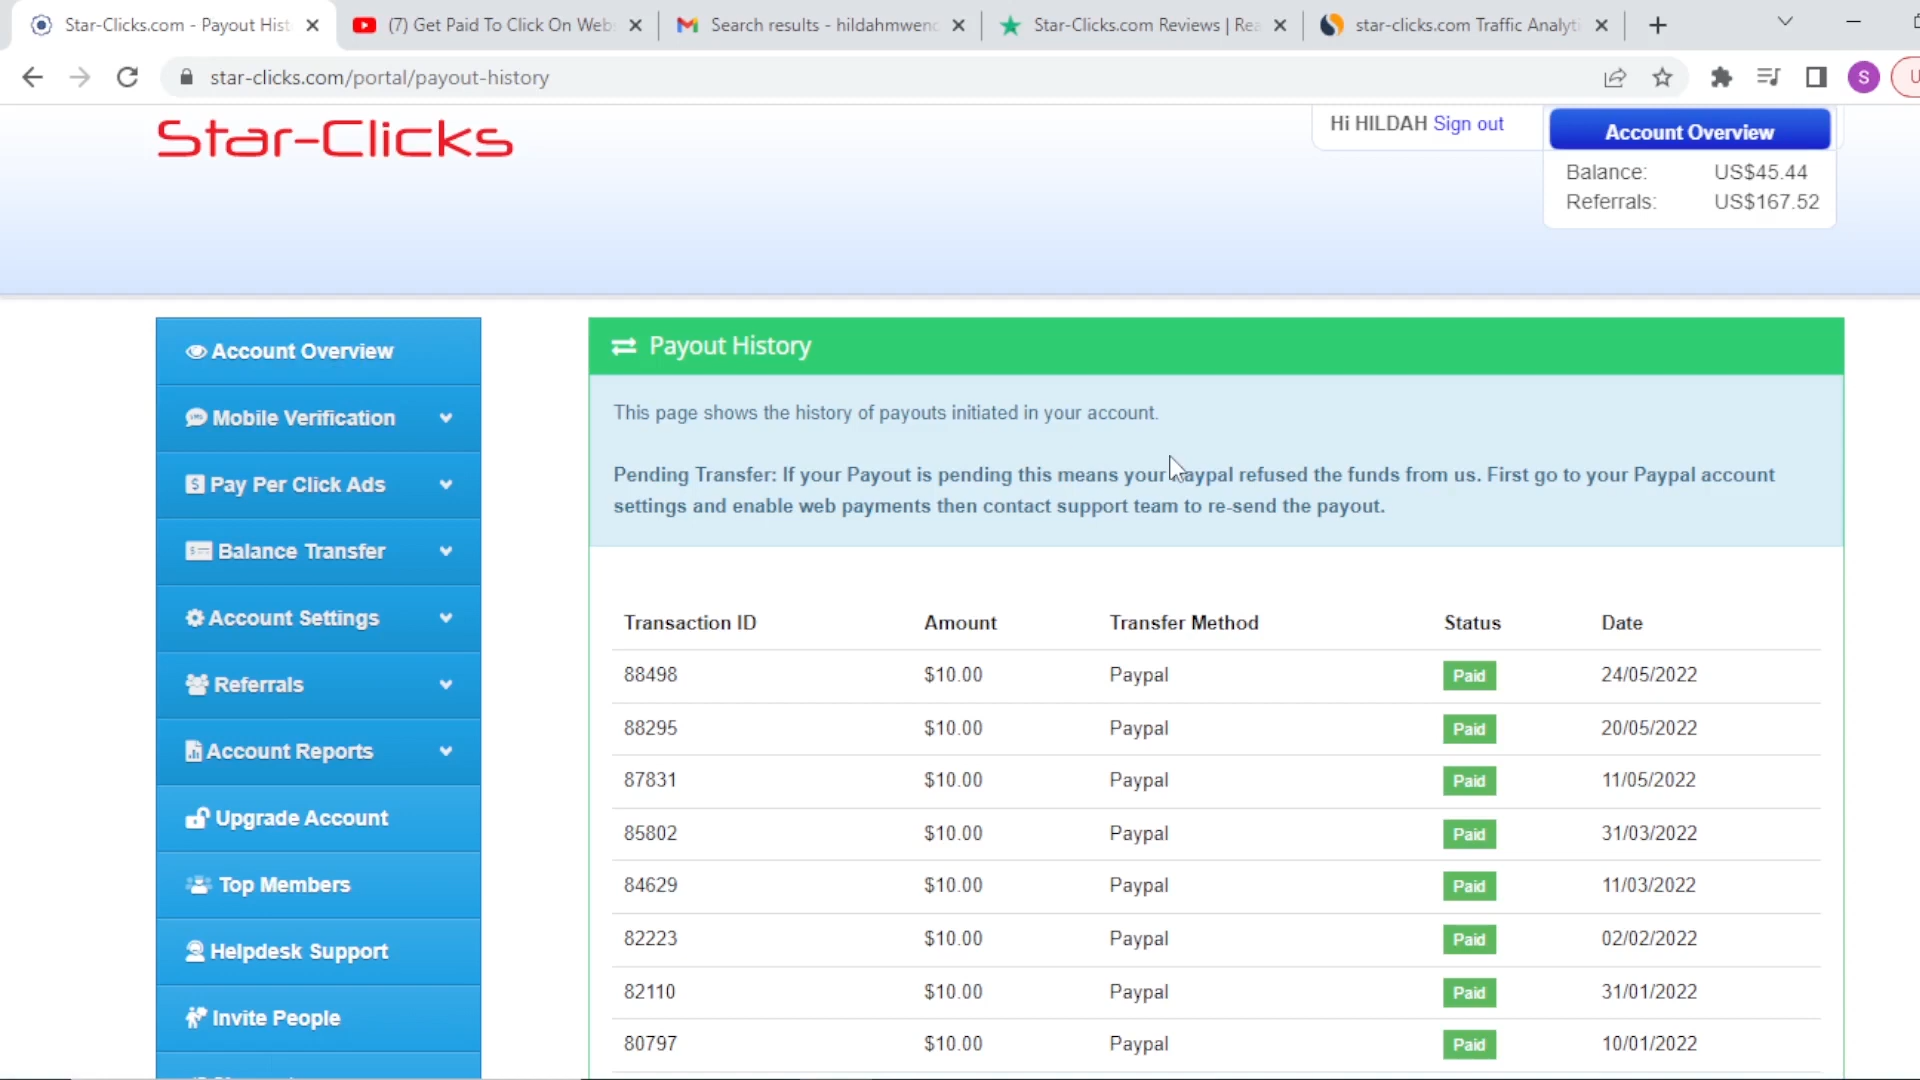 Star-Clicks.com - Payout Hist
(7) Get Paid To Click On Web
Search results - hildahmwen
Star-Clicks.com Reviews | Rea
star-clicks.com Traffic Analyti
star-clicks.com/portal/payout-history
S
U
Star-Clicks
Hi HILDAH Sign out
Account Overview
Balance: US$45.44
Referrals: US$167.52
Account Overview
Mobile Verification
Pay Per Click Ads
Balance Transfer
Account Settings
Referrals
Account Reports
Upgrade Account
Top Members
Helpdesk Support
Invite People
Payout History
This page shows the history of payouts initiated in your account.
Pending Transfer: If your Payout is pending this means your Paypal refused the funds from us. First go to your Paypal account
settings and enable web payments then contact support team to re-send the payout.
Transaction ID Amount Transfer Method Status Date
88498 $10.00 Paypal Paid 24/05/2022
88295 $10.00 Paypal Paid 20/05/2022
87831 $10.00 Paypal Paid 11/05/2022
85802 $10.00 Paypal Paid 31/03/2022
84629 $10.00 Paypal Paid 11/03/2022
82223 $10.00 Paypal Paid 02/02/2022
82110 $10.00 Paypal Paid 31/01/2022
80797 $10.00 Paypal Paid 10/01/2022